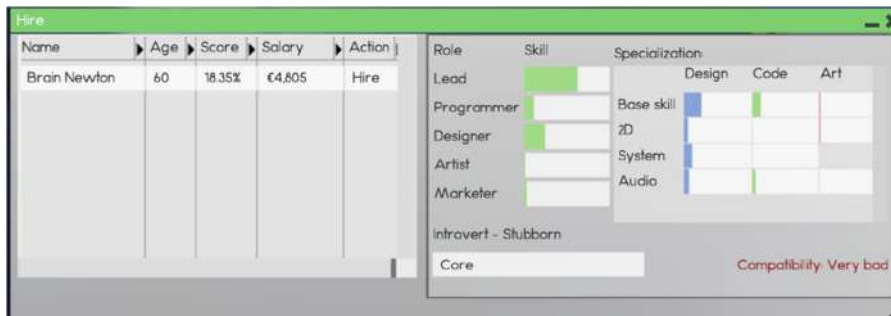 Hire
Name Age Score Salary Action
Brain Newton 60 18.35% €4,805 Hire
Role Skill
Lead
Programmer
Designer
Artist
Marketer
Specialization:
Design Code Art
Base skill
2D
System
Audio
Introvert - Stubborn
Core
Compatibility: Very bad